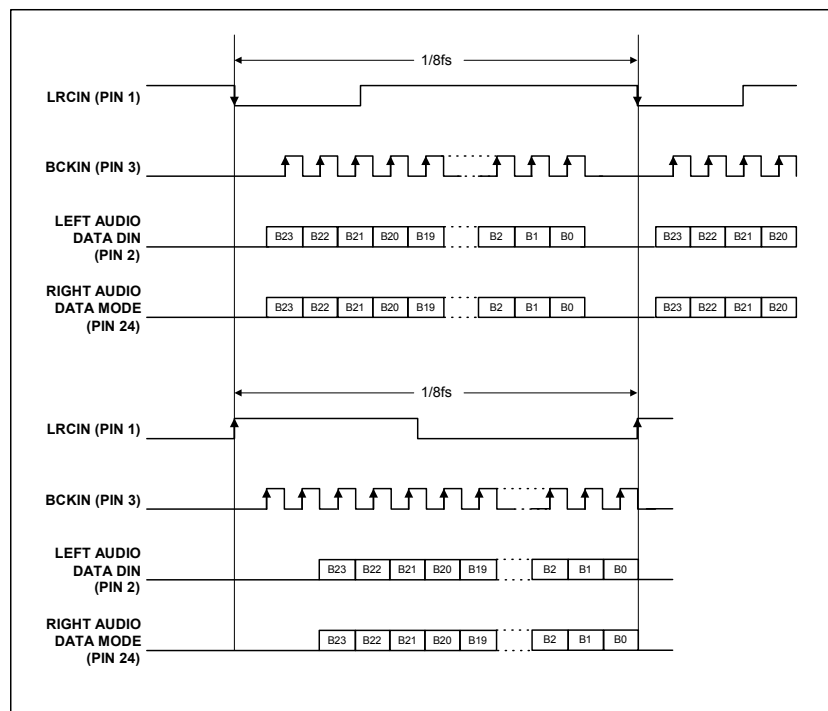 1/8fs
LRCIN (PIN 1)
BCKIN (PIN 3)
LEFT AUDIO
DATA DIN
(PIN 2)
B23 B22 B21 B20 B19 B2 B1 B0 B23 B22 B21 B20
RIGHT AUDIO
DATA MODE
(PIN 24)
B23 B22 B21 B20 B19 B2 B1 B0 B23 B22 B21 B20
1/8fs
LRCIN (PIN 1)
BCKIN (PIN 3)
LEFT AUDIO
DATA DIN
(PIN 2)
B23 B22 B21 B20 B19 B2 B1 B0
RIGHT AUDIO
DATA MODE
(PIN 24)
B23 B22 B21 B20 B19 B2 B1 B0